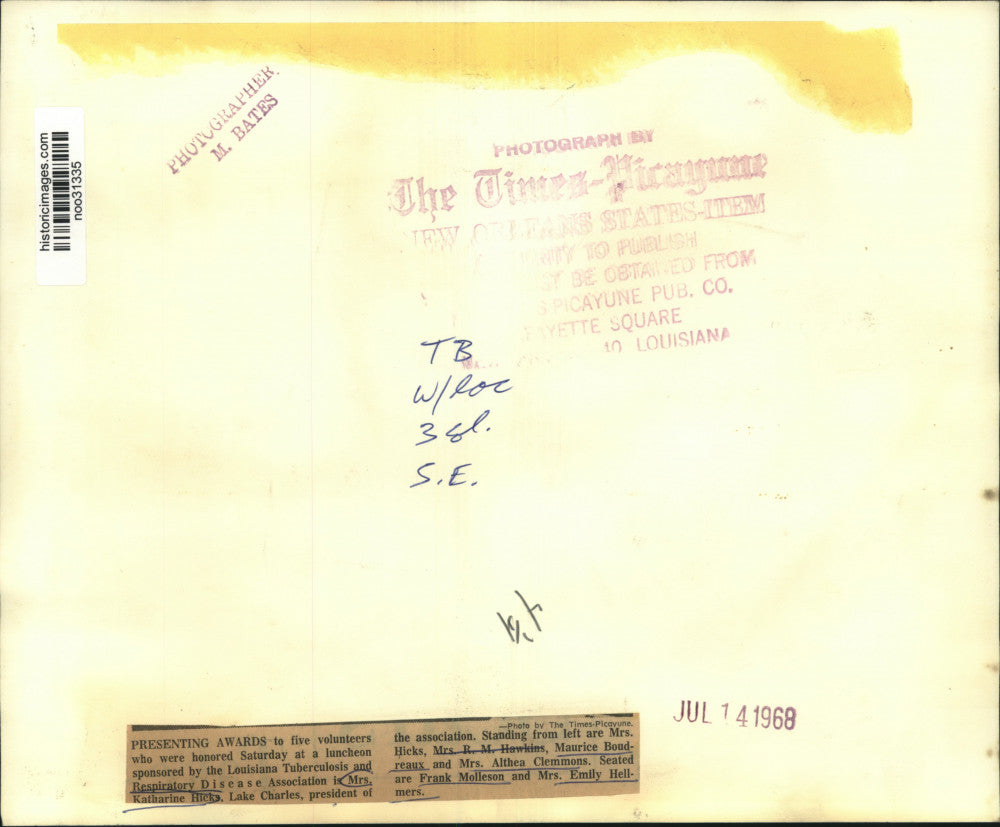 PHOTOGRAPHER
M. BATES
historicimages.com
noo31335
PHOTOGRAPH BY
The Times-Picayune
NEW ORLEANS STATES-ITEM
TO PUBLISH
BE OBTAINED FROM
S-PICAYUNE PUB. CO.
YETTE SQUARE
10 LOUISIANA
TB
W/loc
3 gl.
S.E.
JUL 14 1968
—Photo by The Times-Picayune.
PRESENTING AWARDS to five volunteers
who were honored Saturday at a luncheon
sponsored by the Louisiana Tuberculosis and
Respiratory Disease Association is Mrs.
Katharine Hicks, Lake Charles, president of
the association. Standing from left are Mrs.
Hicks, Mrs. R. M. Hawkins, Maurice Boud-
reaux and Mrs. Althea Clemmons. Seated
are Frank Molleson and Mrs. Emily Hell-
mers.